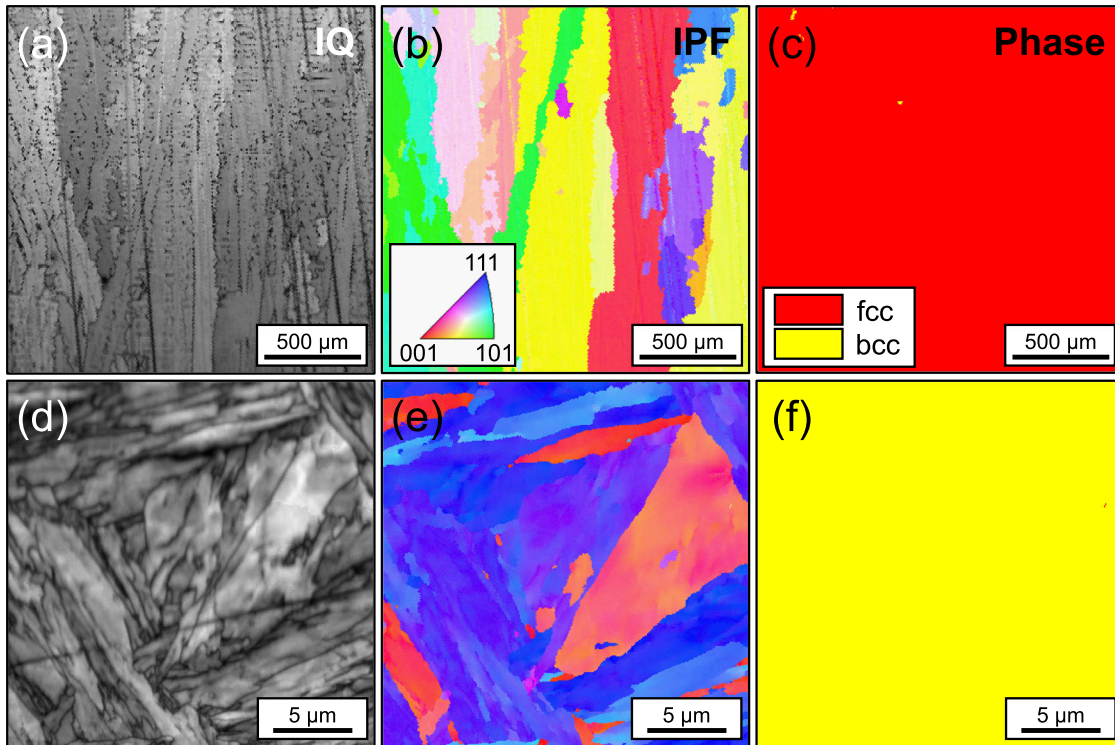 (a) IQ
500 µm
(b) IPF
111
001 101
500 µm
(c) Phase
fcc
bcc
500 µm
(d)
5 µm
(e)
5 µm
(f)
5 µm